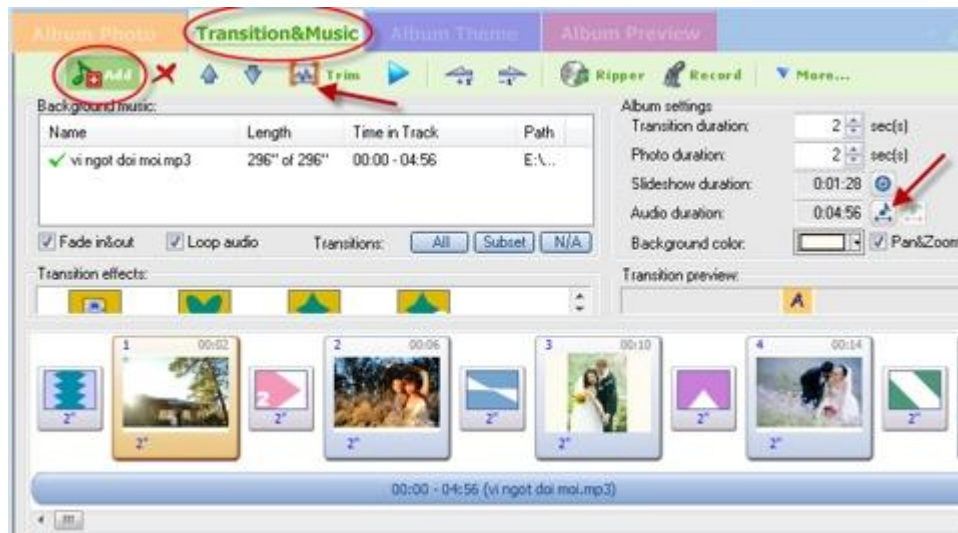 Album Photo Transition&Music Album Theme Album Preview
Add Trim +1" -1" Ripper Record More...
Background music:
Name Length Time in Track Path
vi ngot doi moi.mp3 296" of 296" 00:00 - 04:56 E:\...
Fade in&out Loop audio Transitions: All Subset N/A
Transition effects:
Album settings
Transition duration: 2 sec(s)
Photo duration: 2 sec(s)
Slideshow duration: 0:01:28
Audio duration: 0:04:56
Background color: Pan&Zoom
Transition preview:
A
1 00:02 2 00:06 3 00:10 4 00:14
2
2" 2" 2" 2"
2" 2" 2" 2"
00:00 - 04:56 (vi ngot doi moi.mp3)